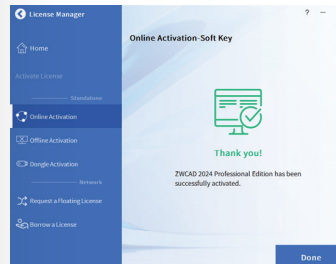 License Manager
? —
Home
Activate License
Standalone
Online Activation
Offline Activation
Dongle Activation
Network
Request a Floating License
Borrow a License
Online Activation-Soft Key
Thank you!
ZWCAD 2024 Professional Edition has been
successfully activated.
Done